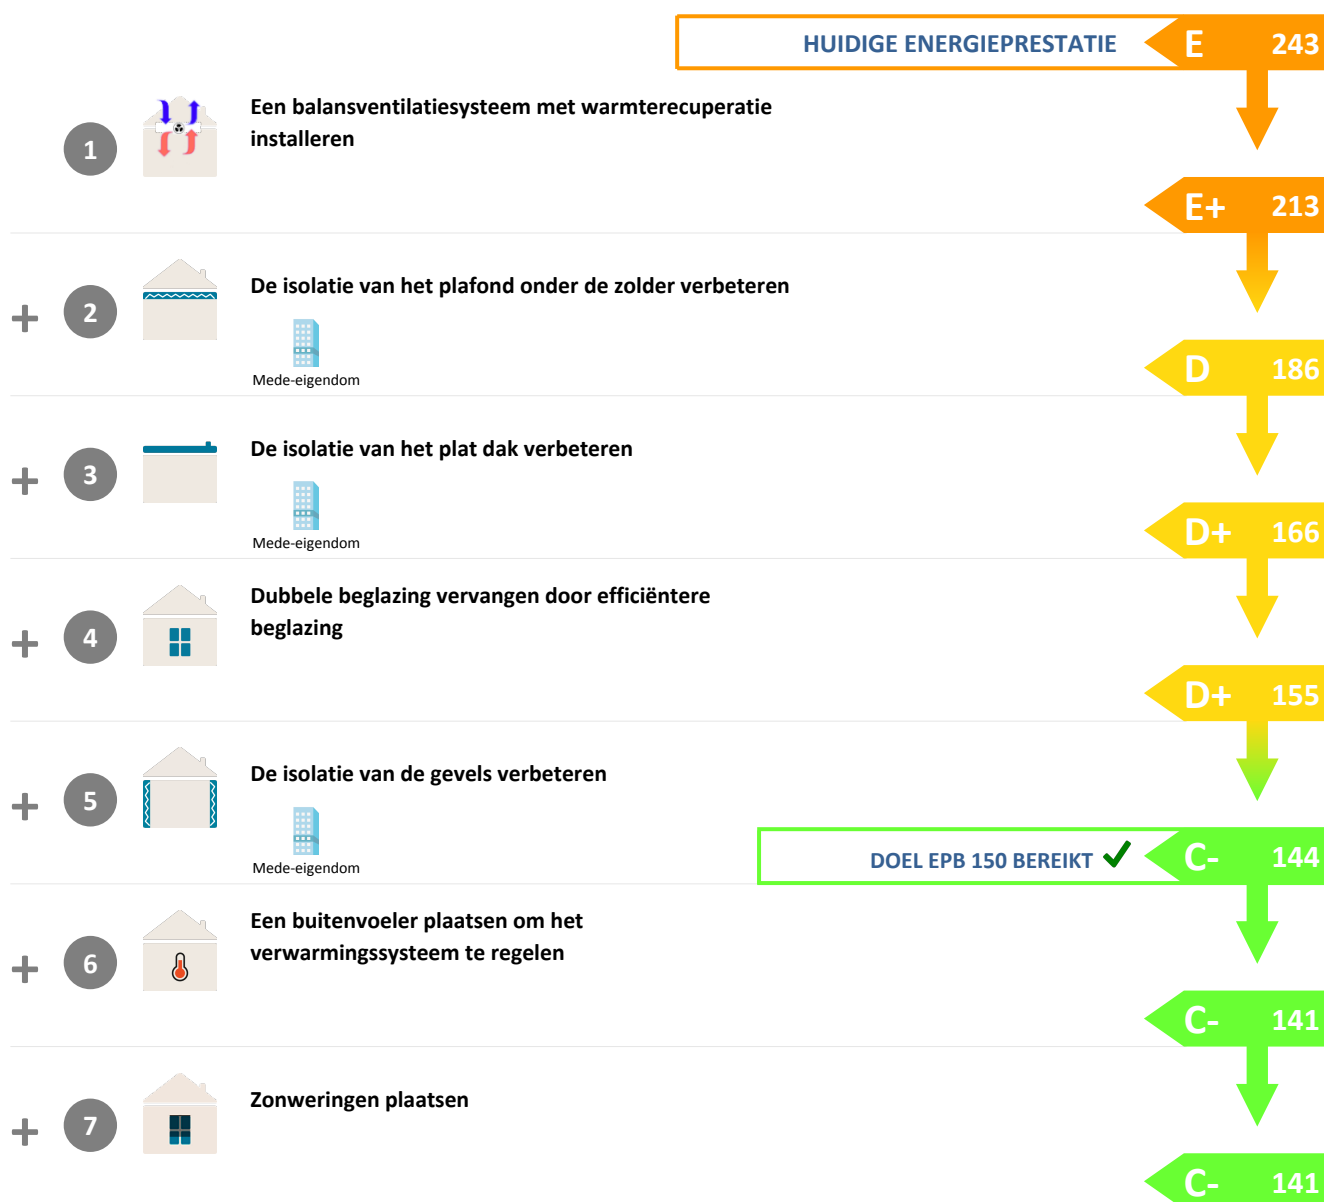 HUIDIGE ENERGIEPRESTATIE E 243
1 Een balansventilatiesysteem met warmterecuperatie
installeren
E+ 213
+ 2 De isolatie van het plafond onder de zolder verbeteren
Mede-eigendom
D 186
+ 3 De isolatie van het plat dak verbeteren
Mede-eigendom
D+ 166
+ 4 Dubbele beglazing vervangen door efficiëntere
beglazing
D+ 155
+ 5 De isolatie van de gevels verbeteren
Mede-eigendom
DOEL EPB 150 BEREIKT ✓ C- 144
+ 6 Een buitenvoeler plaatsen om het
verwarmingssysteem te regelen
C- 141
+ 7 Zonweringen plaatsen
C- 141